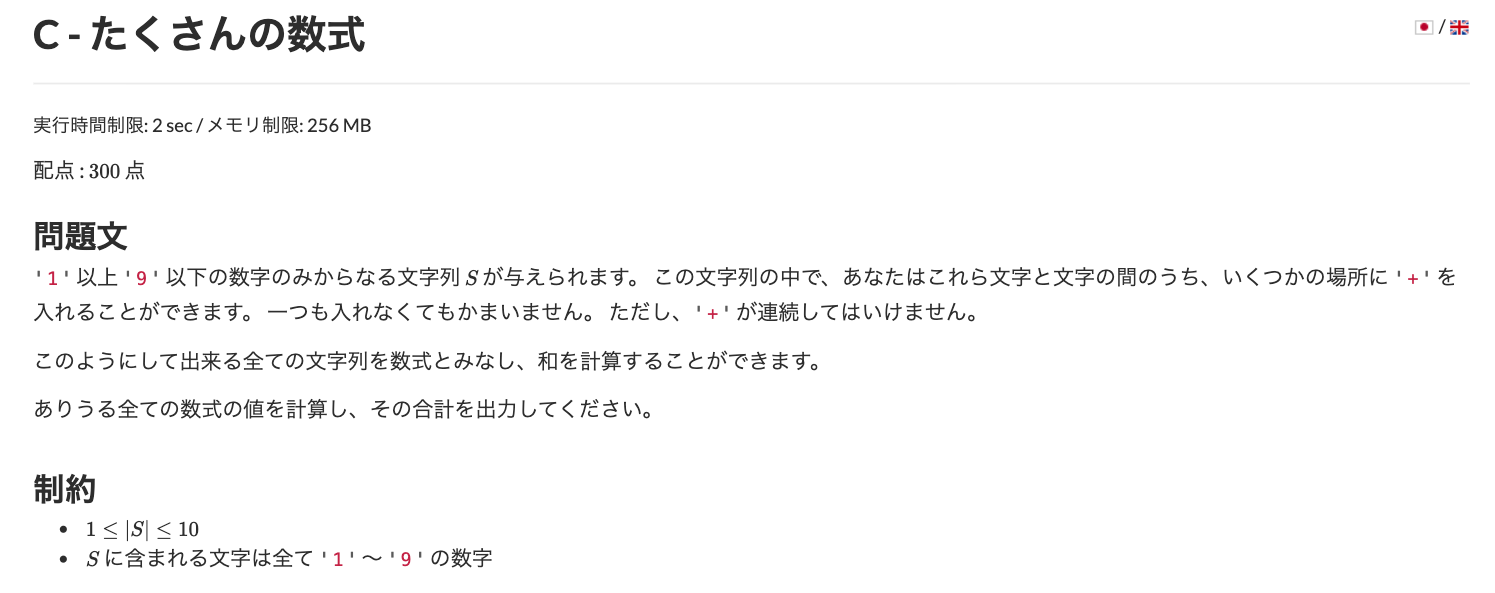 C - たくさんの数式
/
実行時間制限: 2 sec / メモリ制限: 256 MB
配点 : 300 点
問題文
'1' 以上 '9' 以下の数字のみからなる文字列 S が与えられます。 この文字列の中で、あなたはこれら文字と文字の間のうち、いくつかの場所に '+' を
入れることができます。 一つも入れなくてもかまいません。 ただし、'+' が連続してはいけません。
このようにして出来る全ての文字列を数式とみなし、和を計算することができます。
ありうる全ての数式の値を計算し、その合計を出力してください。
制約
• 1 ≤ |S| ≤ 10
• S に含まれる文字は全て '1' 〜 '9' の数字